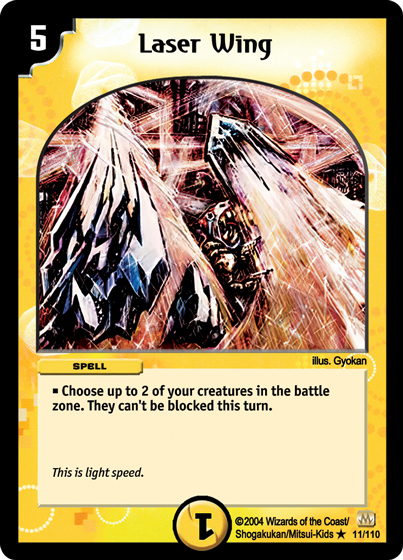 5
Laser Wing
illus. Gyokan
SPELL
▪ Choose up to 2 of your creatures in the battle
zone. They can't be blocked this turn.
This is light speed.
1
©2004 Wizards of the Coast/
Shogakukan/Mitsui-Kids ★ 11/110